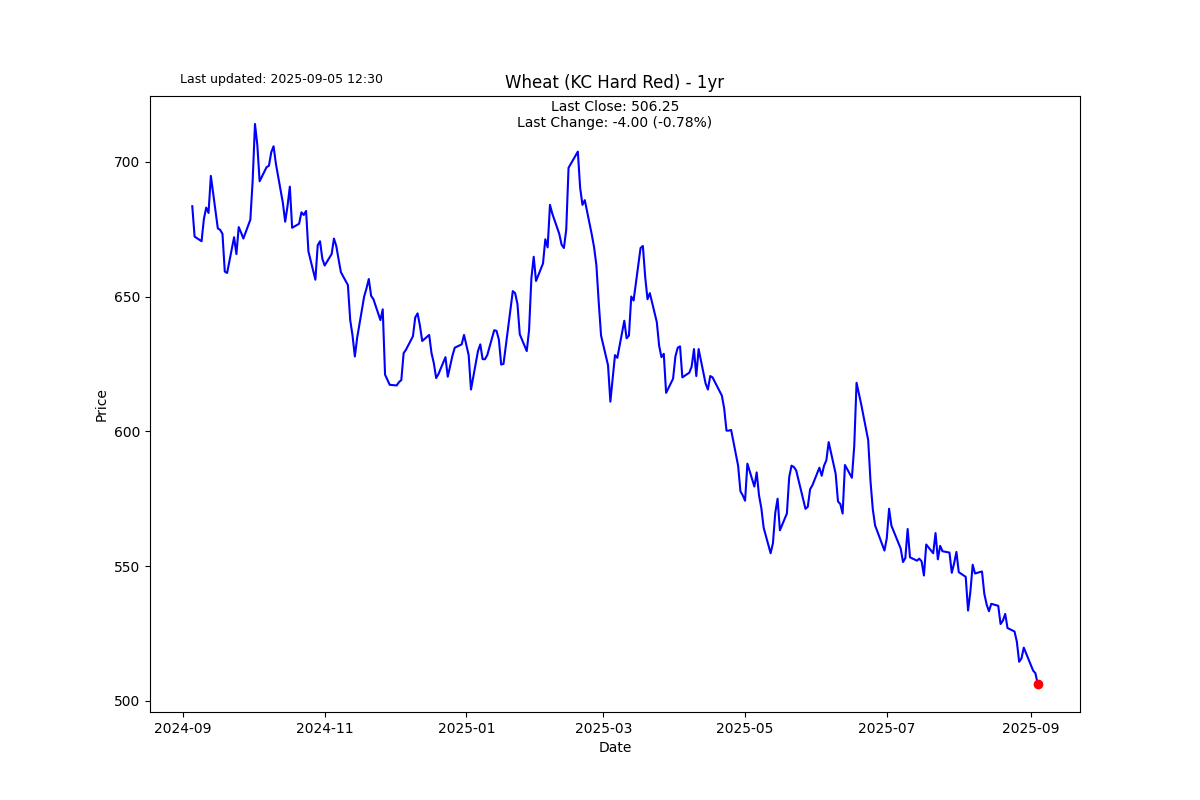 Last updated: 2025-09-05 12:30
Wheat (KC Hard Red) - 1yr
Last Close: 506.25
Last Change: -4.00 (-0.78%)
700
650
600
550
500
Price
2024-09
2024-11
2025-01
2025-03
2025-05
2025-07
2025-09
Date